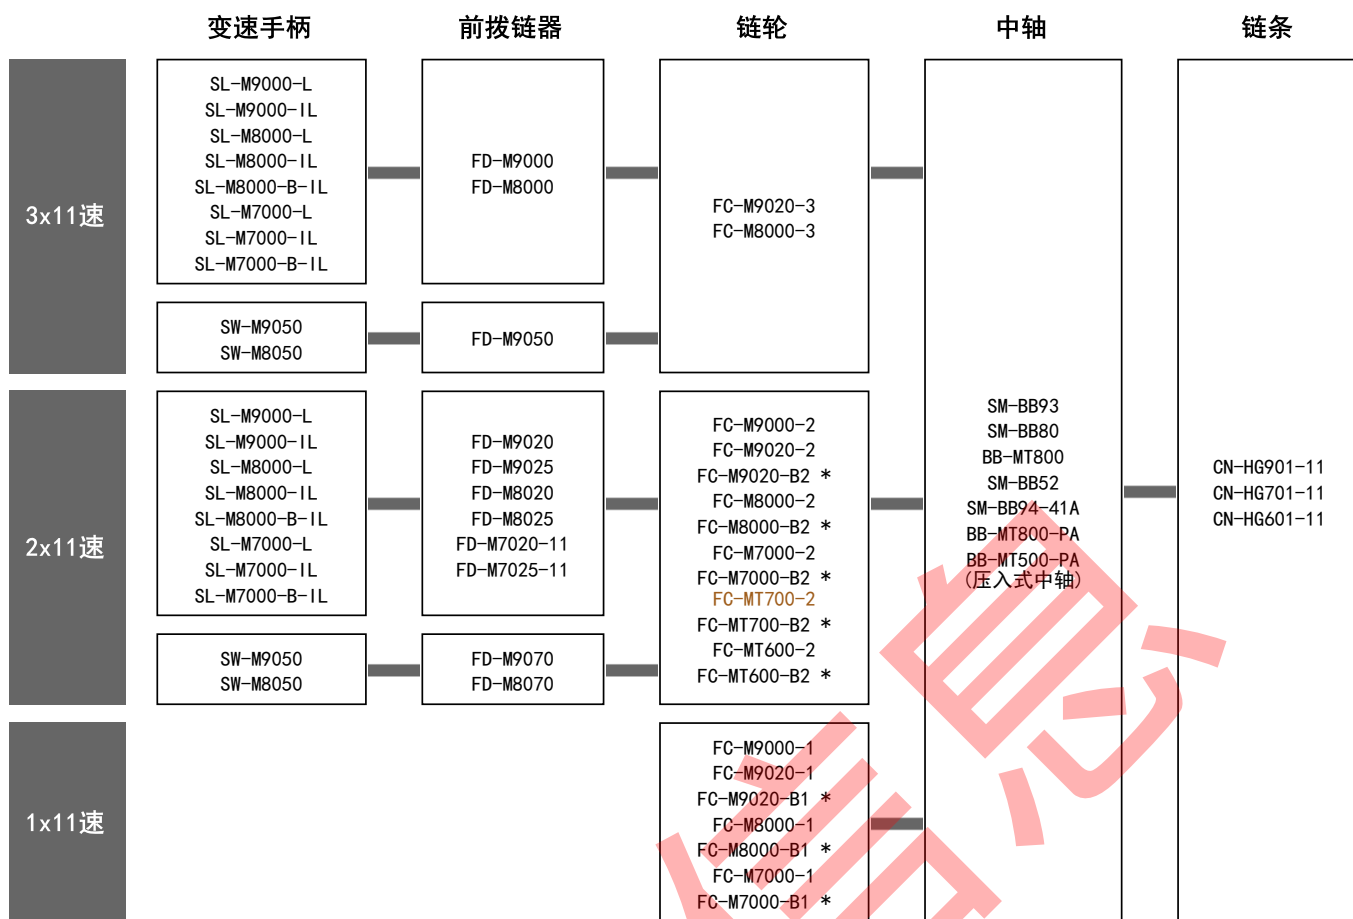 变速手柄
前拨链器
链轮
中轴
链条
3x11速
SL-M9000-L
SL-M9000-IL
SL-M8000-L
SL-M8000-IL
SL-M8000-B-IL
SL-M7000-L
SL-M7000-IL
SL-M7000-B-IL
FD-M9000
FD-M8000
SW-M9050
SW-M8050
FD-M9050
FC-M9020-3
FC-M8000-3
2x11速
SL-M9000-L
SL-M9000-IL
SL-M8000-L
SL-M8000-IL
SL-M8000-B-IL
SL-M7000-L
SL-M7000-IL
SL-M7000-B-IL
FD-M9020
FD-M9025
FD-M8020
FD-M8025
FD-M7020-11
FD-M7025-11
SW-M9050
SW-M8050
FD-M9070
FD-M8070
FC-M9000-2
FC-M9020-2
FC-M9020-B2 *
FC-M8000-2
FC-M8000-B2 *
FC-M7000-2
FC-M7000-B2 *
FC-MT700-2
FC-MT700-B2 *
FC-MT600-2
FC-MT600-B2 *
1x11速
FC-M9000-1
FC-M9020-1
FC-M9020-B1 *
FC-M8000-1
FC-M8000-B1 *
FC-M7000-1
FC-M7000-B1 *
SM-BB93
SM-BB80
BB-MT800
SM-BB52
SM-BB94-41A
BB-MT800-PA
BB-MT500-PA
(压入式中轴)
CN-HG901-11
CN-HG701-11
CN-HG601-11
信息